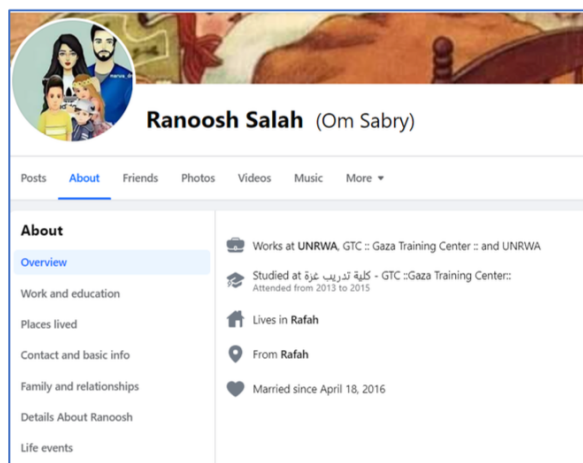 Ranoosh Salah (Om Sabry)
Posts About Friends Photos Videos Music More
About
Overview
Work and education
Places lived
Contact and basic info
Family and relationships
Details About Ranoosh
Life events
Works at UNRWA, GTC :: Gaza Training Center :: and UNRWA
Studied at كلية تدريب غزة - GTC ::Gaza Training Center::
Attended from 2013 to 2015
Lives in Rafah
From Rafah
Married since April 18, 2016